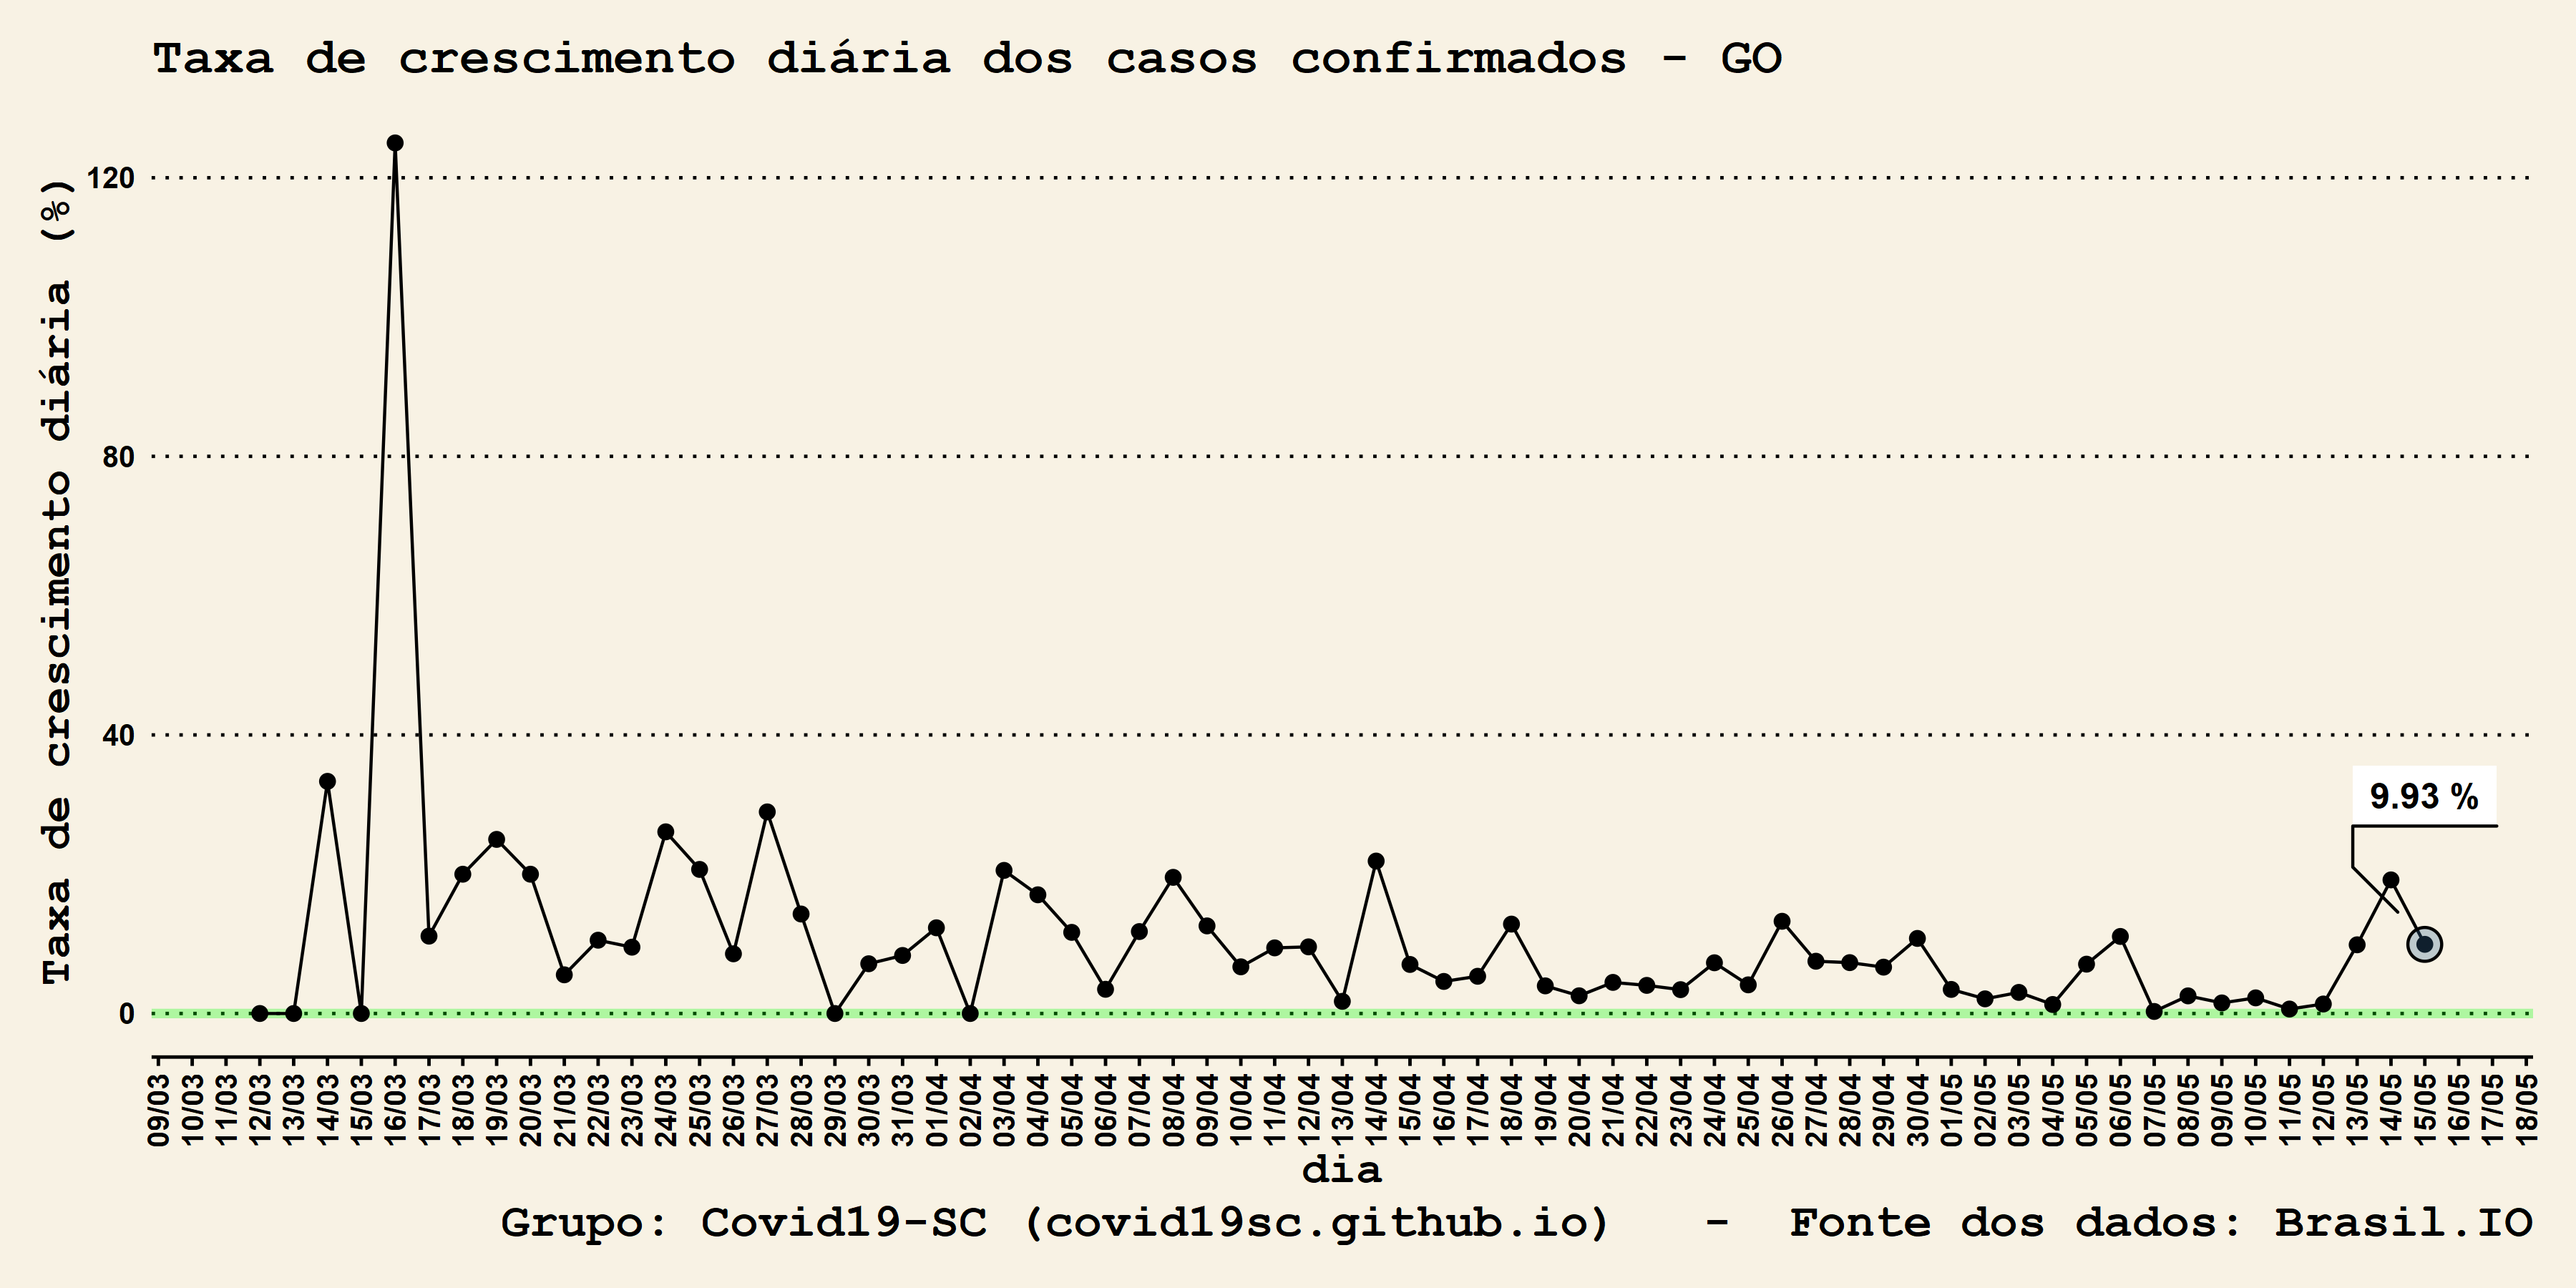 Taxa de crescimento diária dos casos confirmados - GO
Taxa de crescimento diária (%)
120
80
40
0
9.93 %
09/03 10/03 11/03 12/03 13/03 14/03 15/03 16/03 17/03 18/03 19/03 20/03 21/03 22/03 23/03 24/03 25/03 26/03 27/03 28/03 29/03 30/03 31/03 01/04 02/04 03/04 04/04 05/04 06/04 07/04 08/04 09/04 10/04 11/04 12/04 13/04 14/04 15/04 16/04 17/04 18/04 19/04 20/04 21/04 22/04 23/04 24/04 25/04 26/04 27/04 28/04 29/04 30/04 01/05 02/05 03/05 04/05 05/05 06/05 07/05 08/05 09/05 10/05 11/05 12/05 13/05 14/05 15/05 16/05 17/05 18/05
dia
Grupo: Covid19-SC (covid19sc.github.io) - Fonte dos dados: Brasil.IO